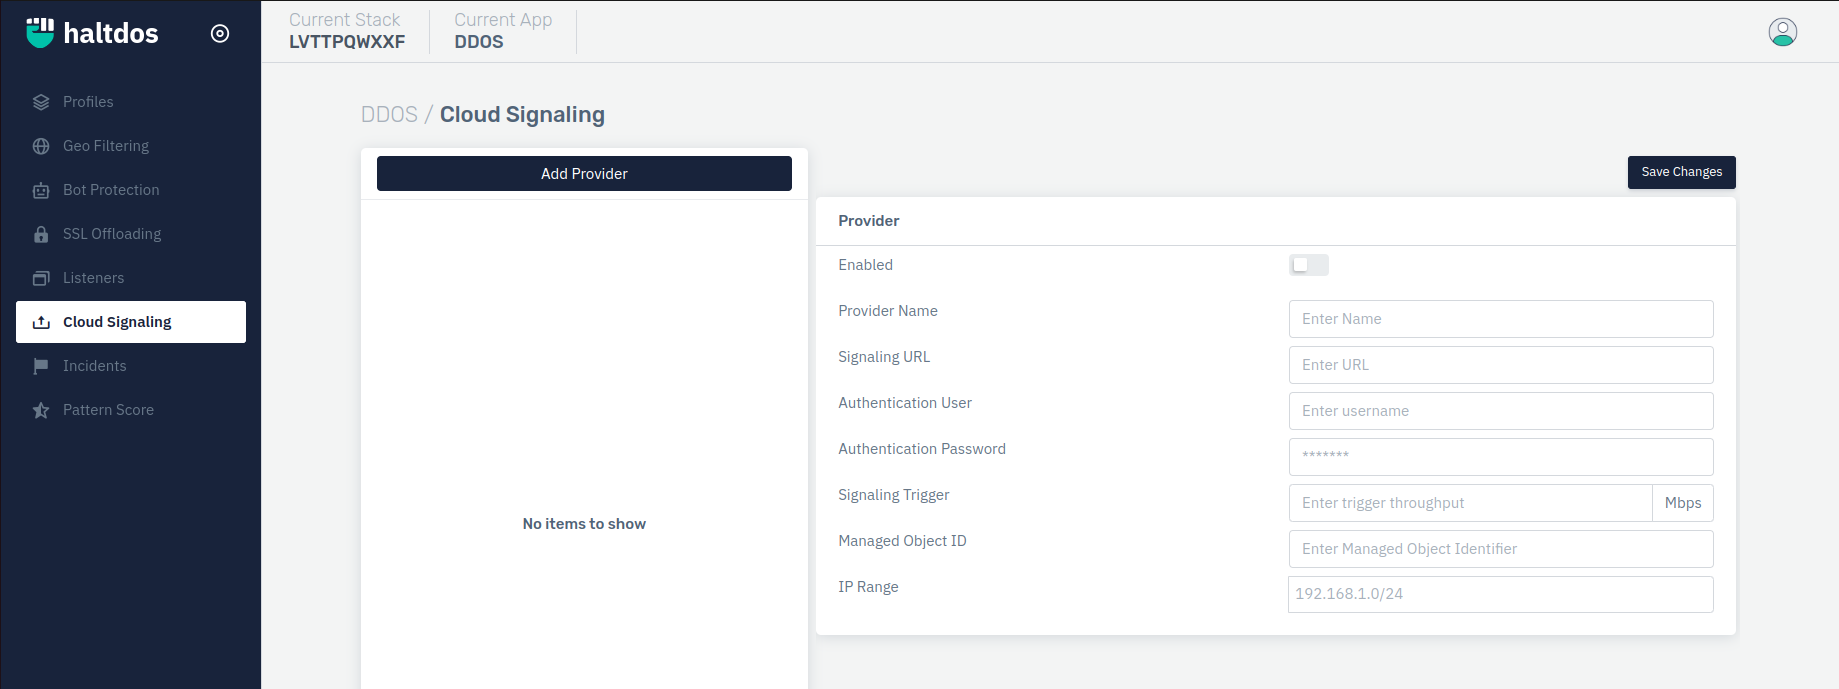 haltdos
Current Stack
LVTTPQWXXF
Current App
DDOS
Profiles
Geo Filtering
Bot Protection
SSL Offloading
Listeners
Cloud Signaling
Incidents
Pattern Score
DDOS / Cloud Signaling
Add Provider
No items to show
Save Changes
Provider
Enabled
Provider Name
Enter Name
Signaling URL
Enter URL
Authentication User
Enter username
Authentication Password
*******
Signaling Trigger
Enter trigger throughput Mbps
Managed Object ID
Enter Managed Object Identifier
IP Range
192.168.1.0/24